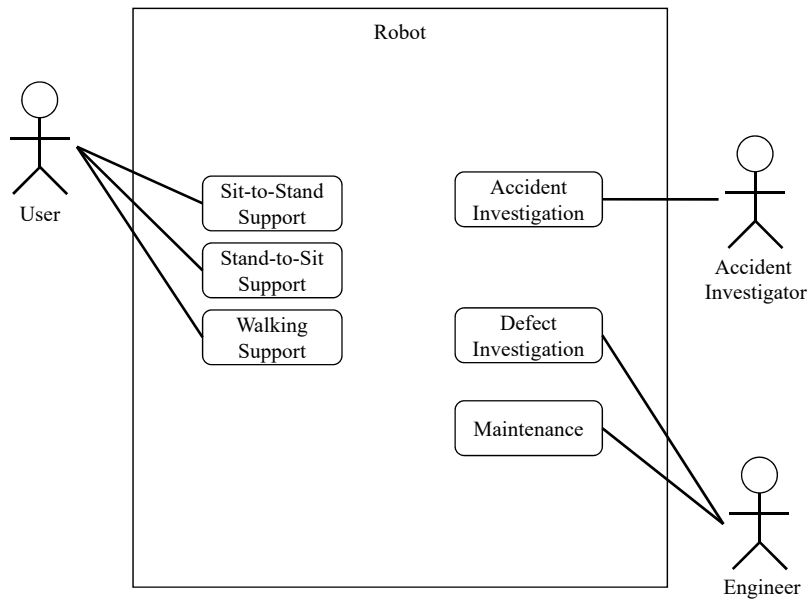 Robot
User
Sit-to-Stand
Support
Stand-to-Sit
Support
Walking
Support
Accident
Investigation
Defect
Investigation
Maintenance
Accident
Investigator
Engineer